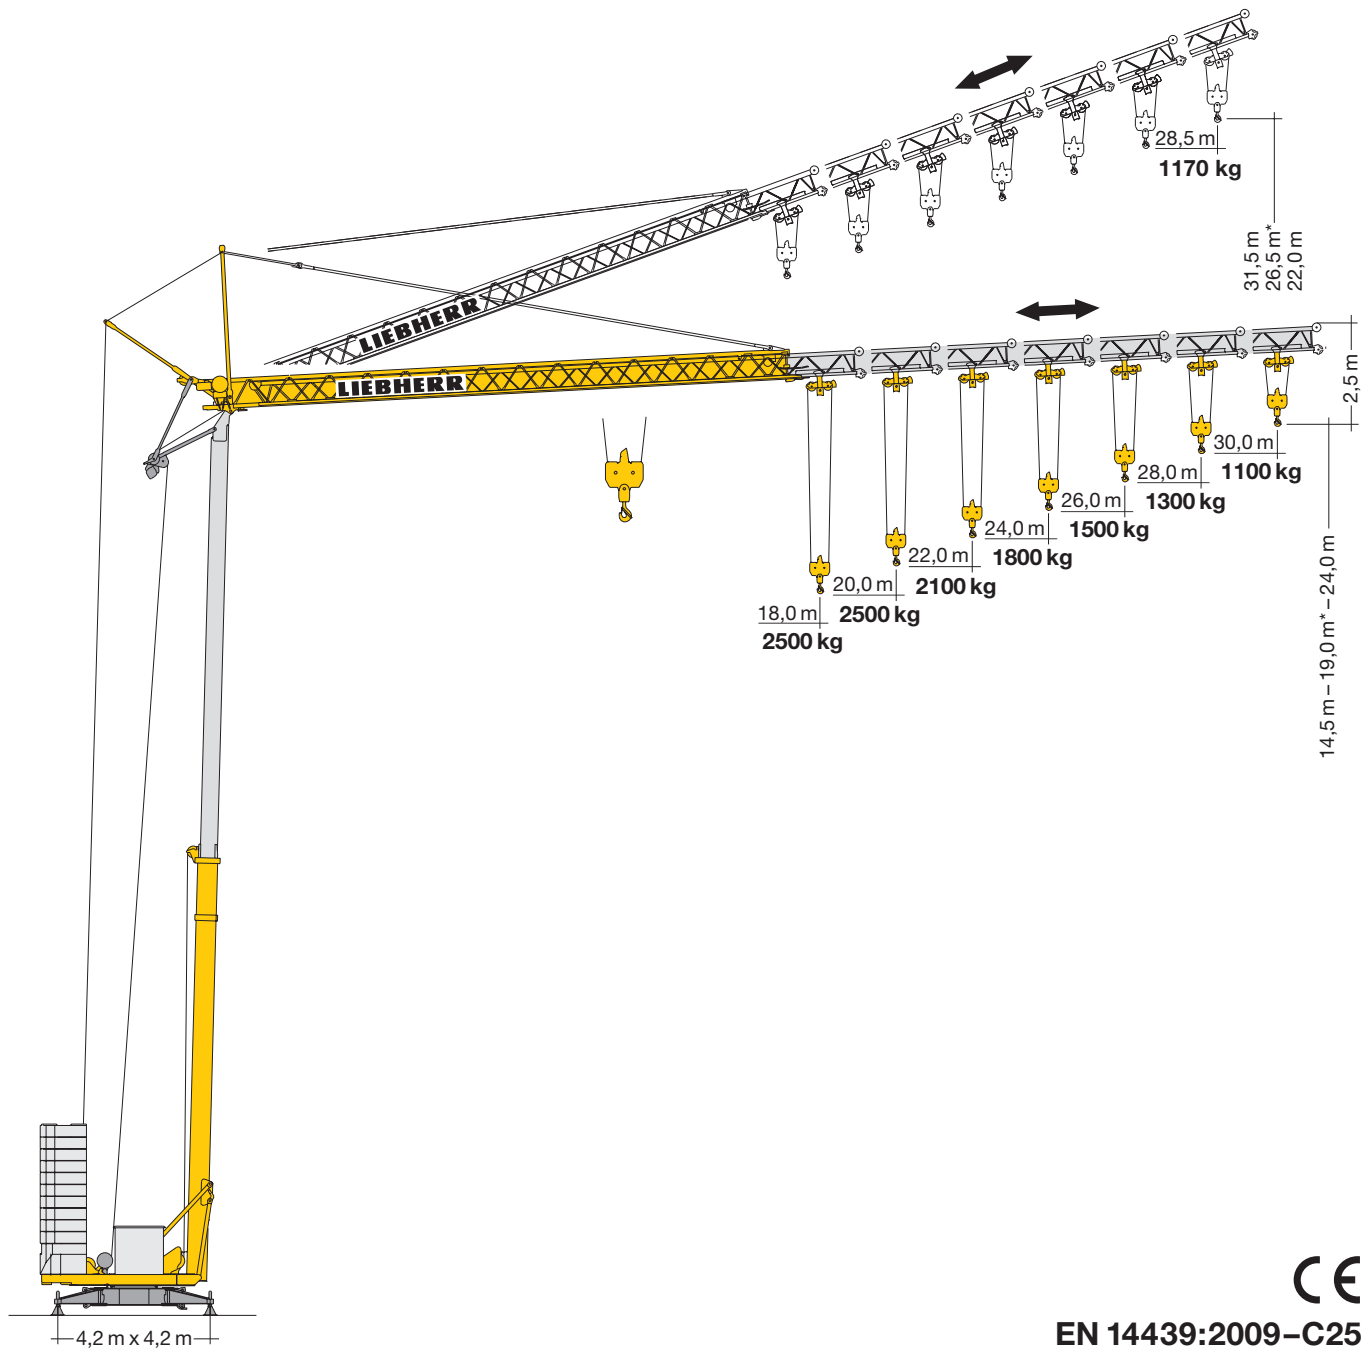 28,5 m
1170 kg
31,5 m
26,5 m*
22,0 m
LIEBHERR
LIEBHERR
2,5 m
30,0 m
1100 kg
28,0 m
1300 kg
26,0 m
1500 kg
24,0 m
1800 kg
22,0 m
2100 kg
20,0 m
2500 kg
18,0 m
2500 kg
14,5 m – 19,0 m* – 24,0 m
4,2 m x 4,2 m
CE
EN 14439:2009–C25